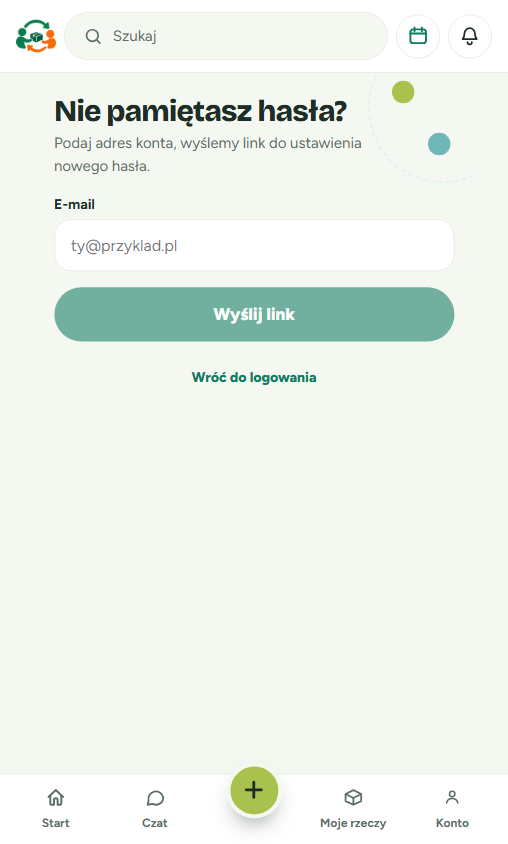 Szukaj
Nie pamiętasz hasła?
Podaj adres konta, wyślemy link do ustawienia
nowego hasła.
E-mail
ty@przyklad.pl
Wyślij link
Wróć do logowania
Start
Czat
Moje rzeczy
Konto